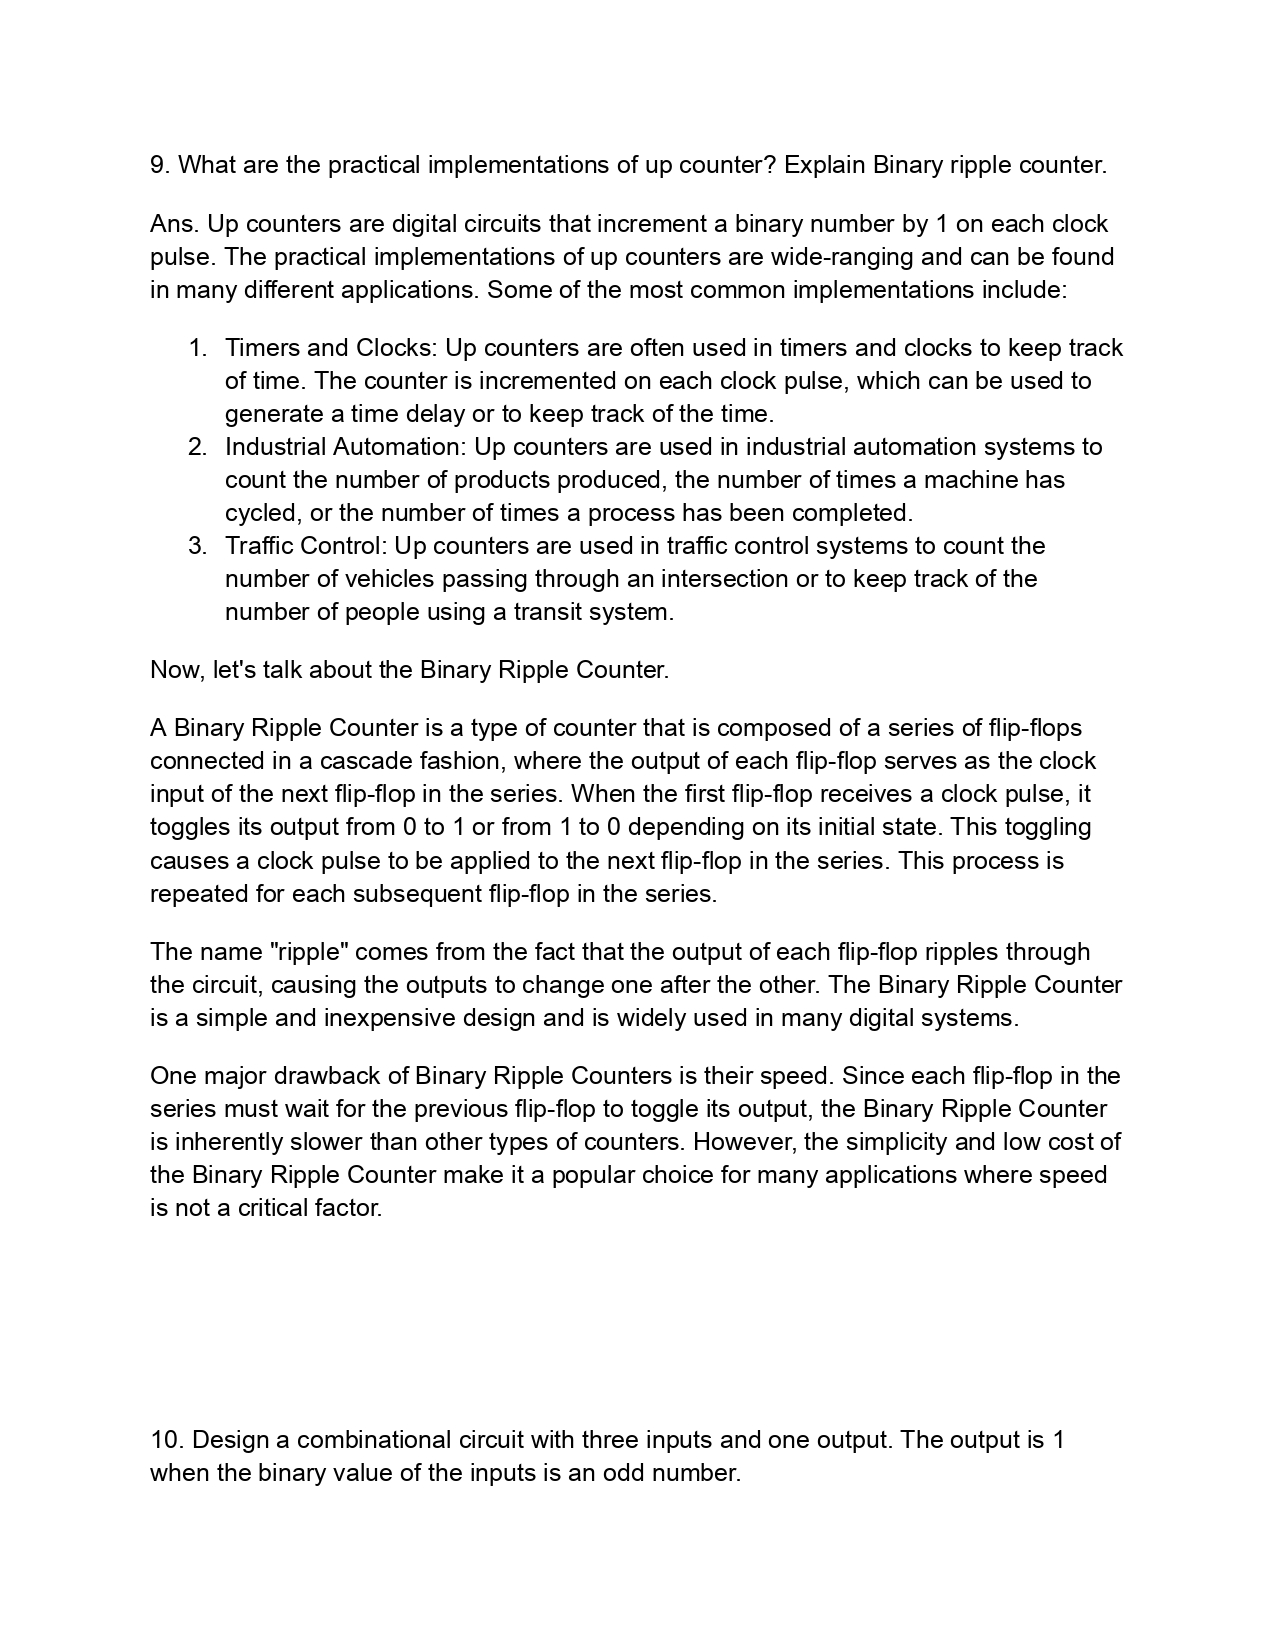 9. What are the practical implementations of up counter? Explain Binary ripple counter.
Ans. Up counters are digital circuits that increment a binary number by 1 on each clock
pulse. The practical implementations of up counters are wide-ranging and can be found
in many different applications. Some of the most common implementations include:
1. Timers and Clocks: Up counters are often used in timers and clocks to keep track
of time. The counter is incremented on each clock pulse, which can be used to
generate a time delay or to keep track of the time.
2. Industrial Automation: Up counters are used in industrial automation systems to
count the number of products produced, the number of times a machine has
cycled, or the number of times a process has been completed.
3. Traffic Control: Up counters are used in traffic control systems to count the
number of vehicles passing through an intersection or to keep track of the
number of people using a transit system.
Now, let's talk about the Binary Ripple Counter.
A Binary Ripple Counter is a type of counter that is composed of a series of flip-flops
connected in a cascade fashion, where the output of each flip-flop serves as the clock
input of the next flip-flop in the series. When the first flip-flop receives a clock pulse, it
toggles its output from 0 to 1 or from 1 to 0 depending on its initial state. This toggling
causes a clock pulse to be applied to the next flip-flop in the series. This process is
repeated for each subsequent flip-flop in the series.
The name "ripple" comes from the fact that the output of each flip-flop ripples through
the circuit, causing the outputs to change one after the other. The Binary Ripple Counter
is a simple and inexpensive design and is widely used in many digital systems.
One major drawback of Binary Ripple Counters is their speed. Since each flip-flop in the
series must wait for the previous flip-flop to toggle its output, the Binary Ripple Counter
is inherently slower than other types of counters. However, the simplicity and low cost of
the Binary Ripple Counter make it a popular choice for many applications where speed
is not a critical factor.
10. Design a combinational circuit with three inputs and one output. The output is 1
when the binary value of the inputs is an odd number.